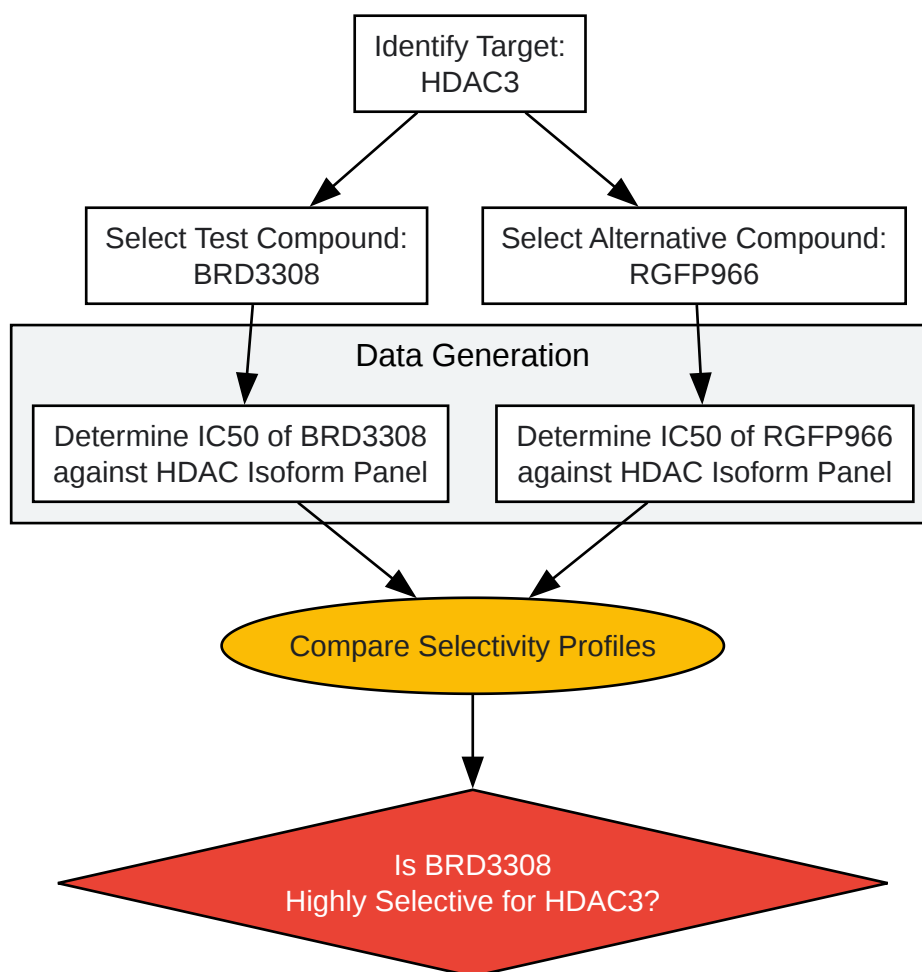 Identify Target:
HDAC3
Select Test Compound:
BRD3308
Select Alternative Compound:
RGFP966
Data Generation
Determine IC50 of BRD3308
against HDAC Isoform Panel
Determine IC50 of RGFP966
against HDAC Isoform Panel
Compare Selectivity Profiles
Is BRD3308
Highly Selective for HDAC3?